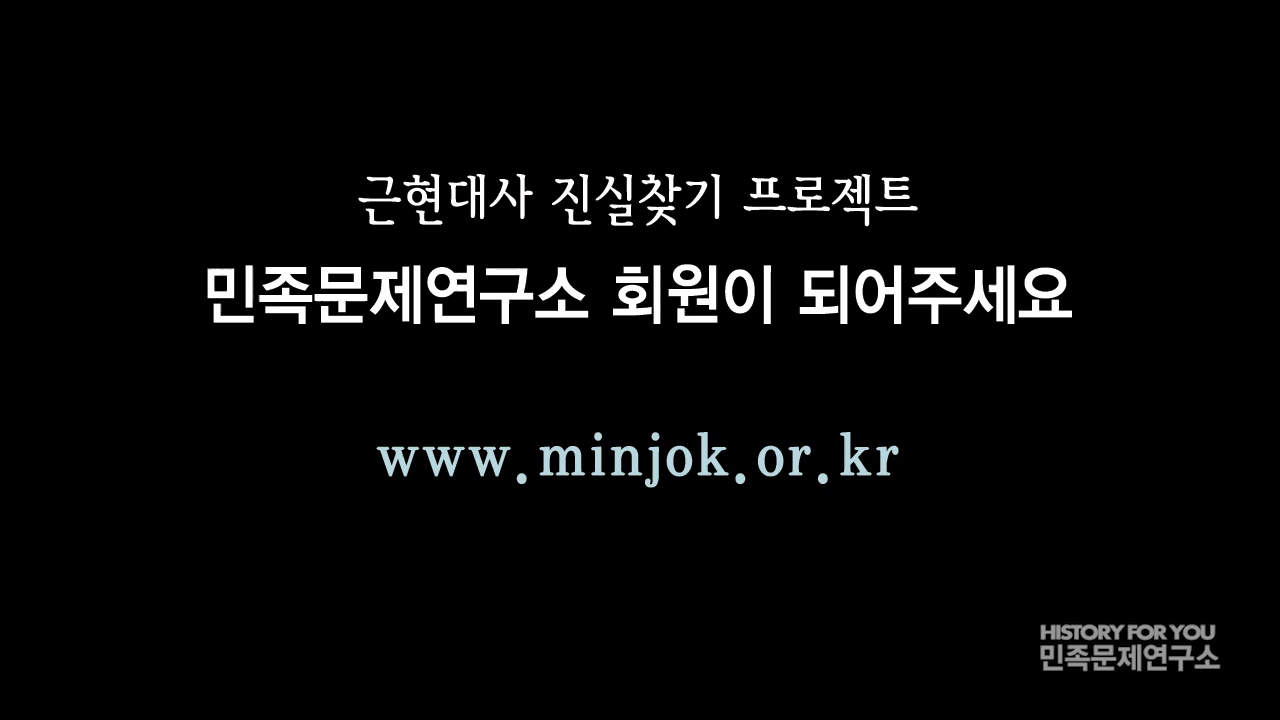 근현대사 진실찾기 프로젝트
민족문제연구소 회원이 되어주세요
www.minjok.or.kr
HISTORY FOR YOU
민족문제연구소